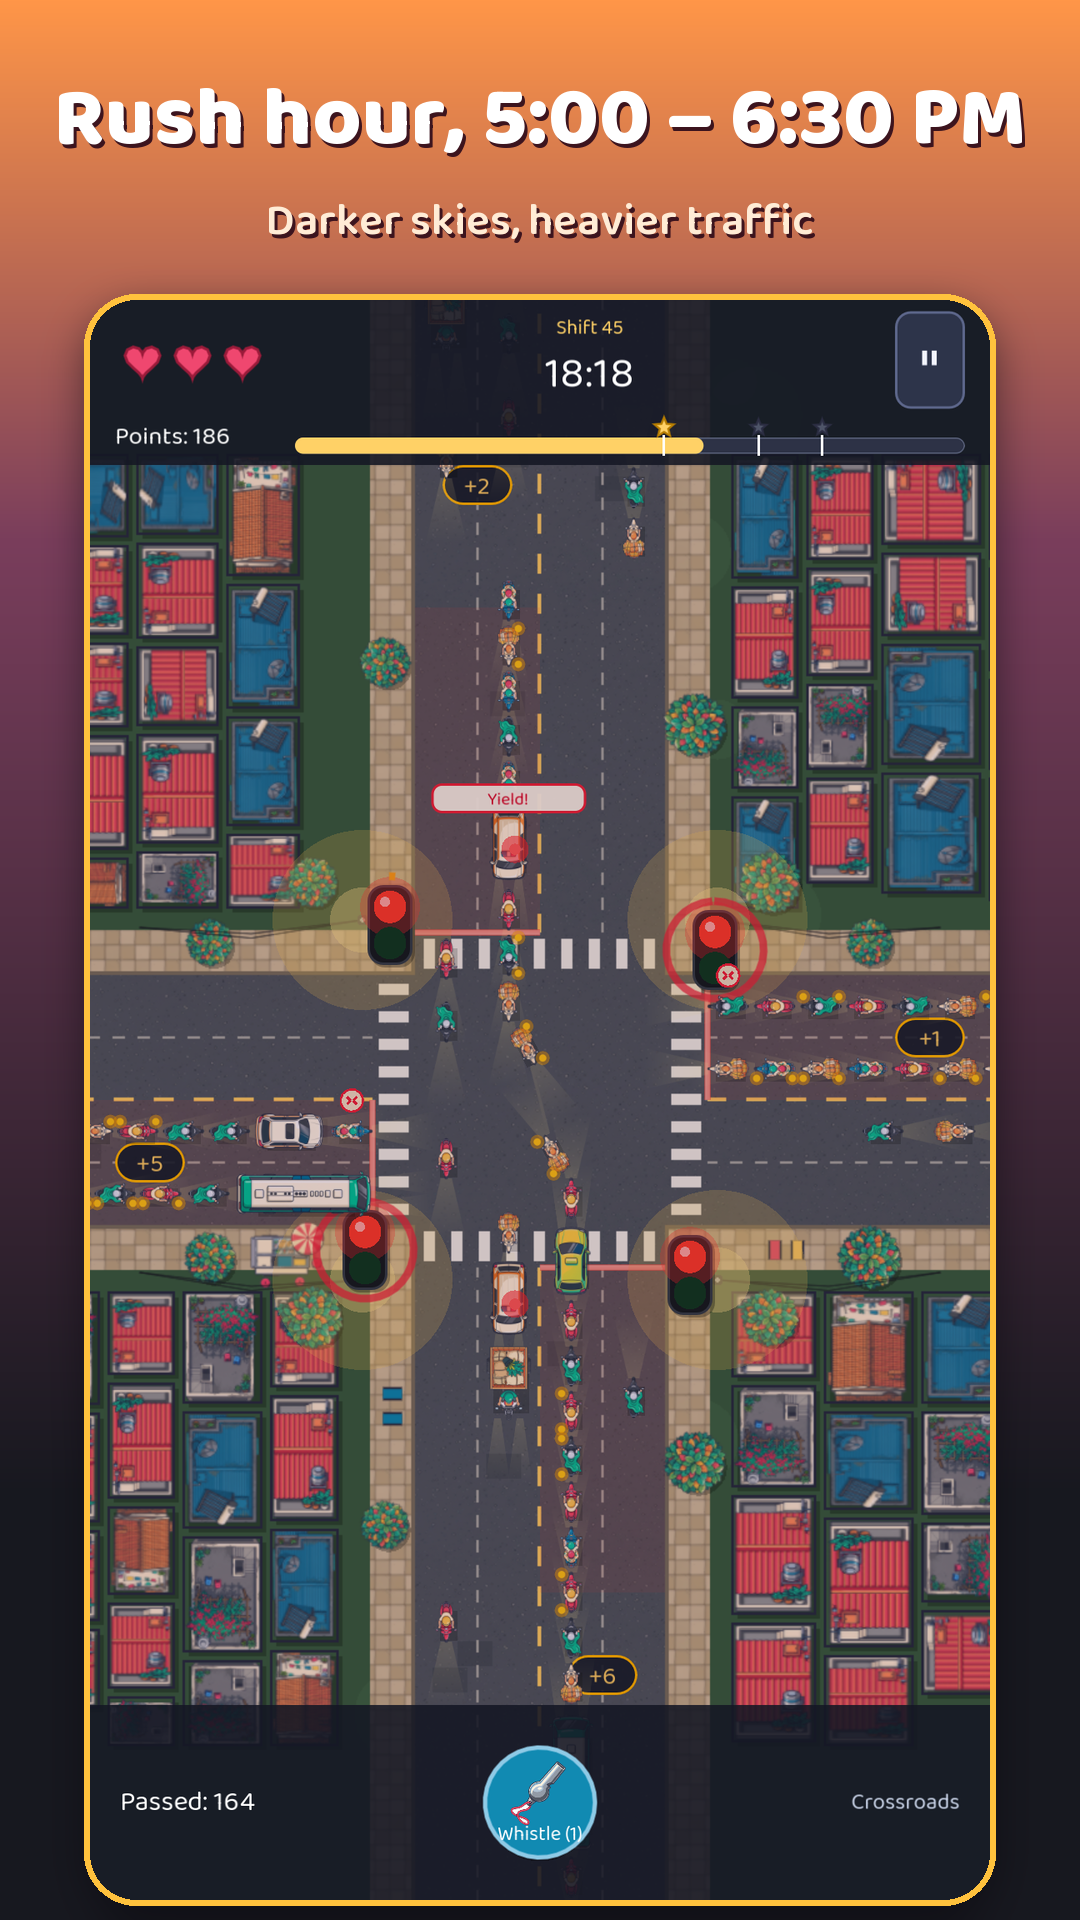 Rush hour, 5:00 – 6:30 PM
Darker skies, heavier traffic
Shift 45
18:18
Points: 186
+2
Yield!
+1
+5
+6
Passed: 164
Whistle (1)
Crossroads